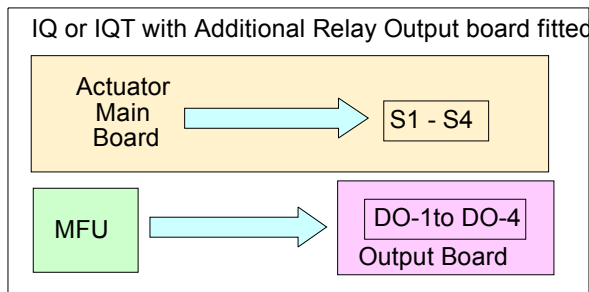 IQ or IQT with Additional Relay Output board fitted
Actuator
Main
Board
S1 - S4
MFU
DO-1to DO-4
Output Board